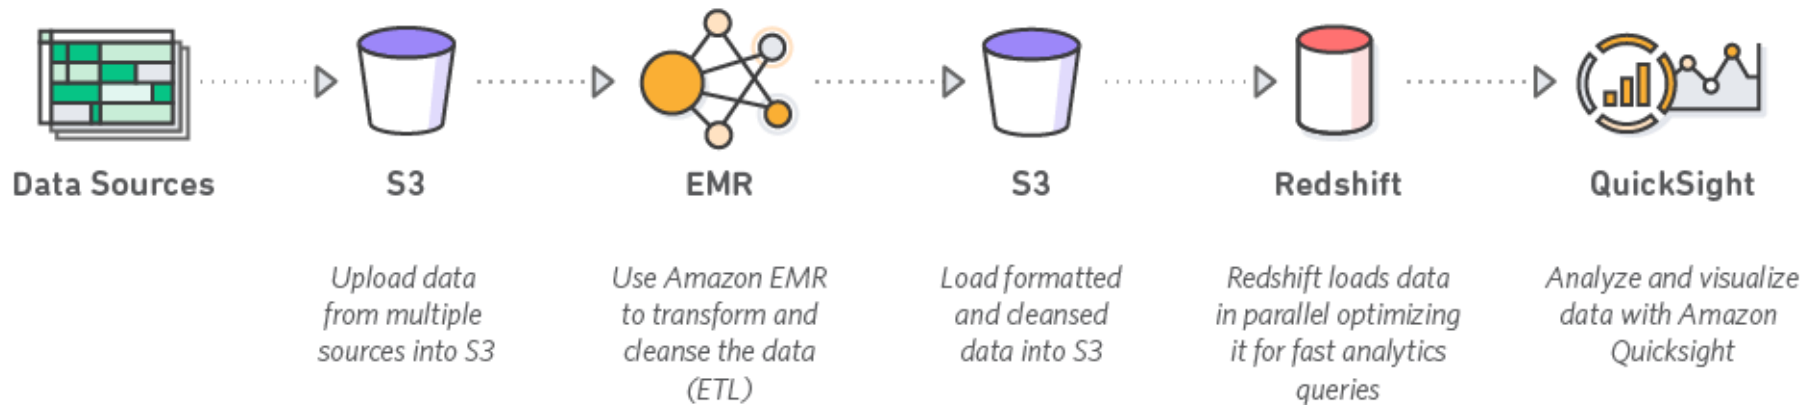 Data Sources
S3
EMR
S3
Redshift
QuickSight
Upload data
from multiple
sources into S3
Use Amazon EMR
to transform and
cleanse the data
(ETL)
Load formatted
and cleansed
data into S3
Redshift loads data
in parallel optimizing
it for fast analytics
queries
Analyze and visualize
data with Amazon
Quicksight